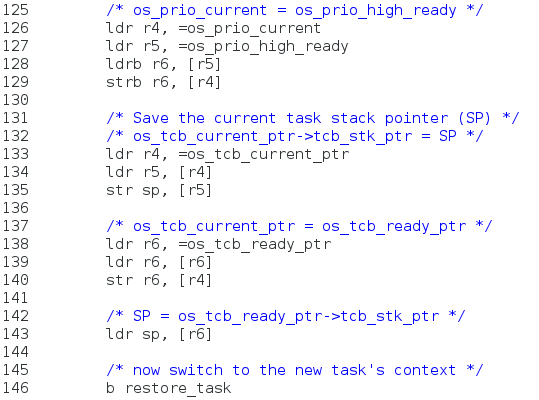 125 /* os_prio_current = os_prio_high_ready */
126 ldr r4, =os_prio_current
127 ldr r5, =os_prio_high_ready
128 ldrb r6, [r5]
129 strb r6, [r4]
130
131 /* Save the current task stack pointer (SP) */
132 /* os_tcb_current_ptr->tcb_stk_ptr = SP */
133 ldr r4, =os_tcb_current_ptr
134 ldr r5, [r4]
135 str sp, [r5]
136
137 /* os_tcb_current_ptr = os_tcb_ready_ptr */
138 ldr r6, =os_tcb_ready_ptr
139 ldr r6, [r6]
140 str r6, [r4]
141
142 /* SP = os_tcb_ready_ptr->tcb_stk_ptr */
143 ldr sp, [r6]
144
145 /* now switch to the new task's context */
146 b restore_task